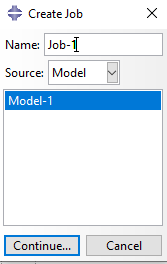 Create Job
Name: Job-1
Source: Model
Model-1
Continue... Cancel